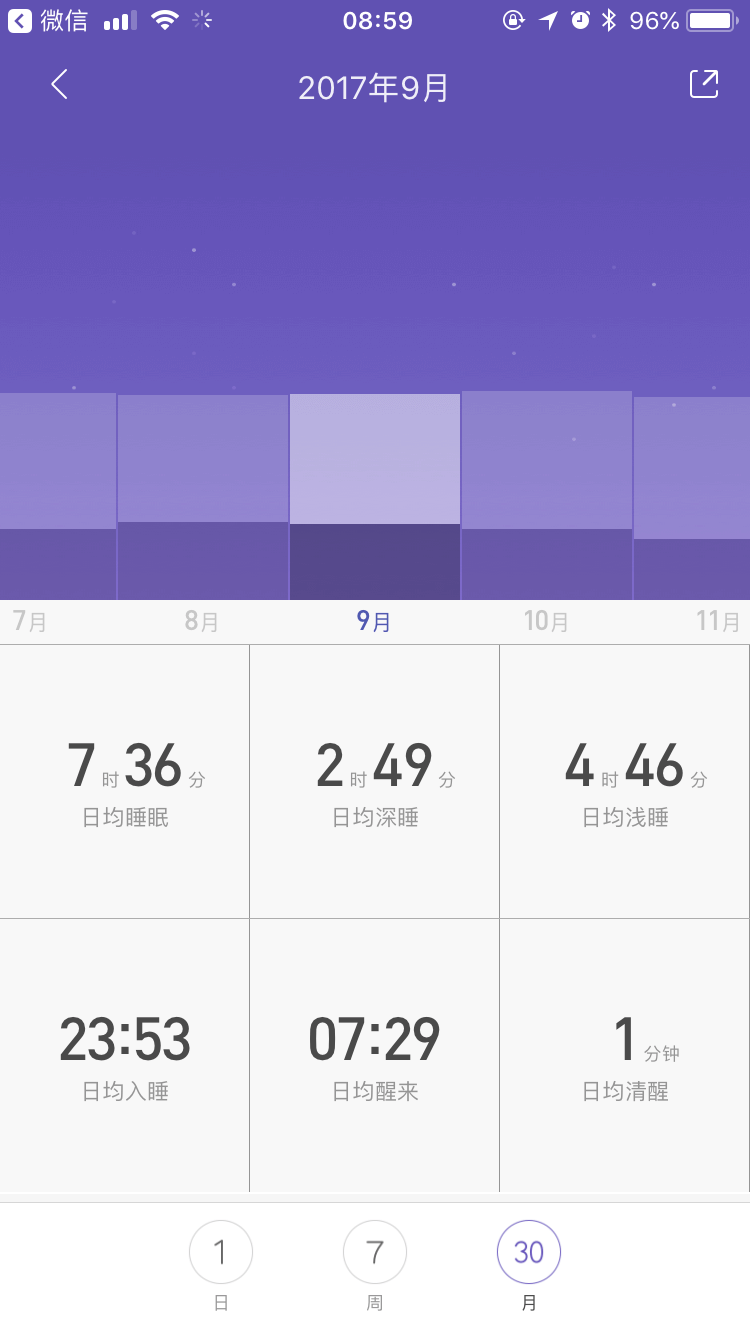 微信 08:59 96%
2017年9月
7月 8月 9月 10月 11月
7时36分 2时49分 4时46分
日均睡眠 日均深睡 日均浅睡
23:53 07:29 1分钟
日均入睡 日均醒来 日均清醒
1 7 30
日 周 月